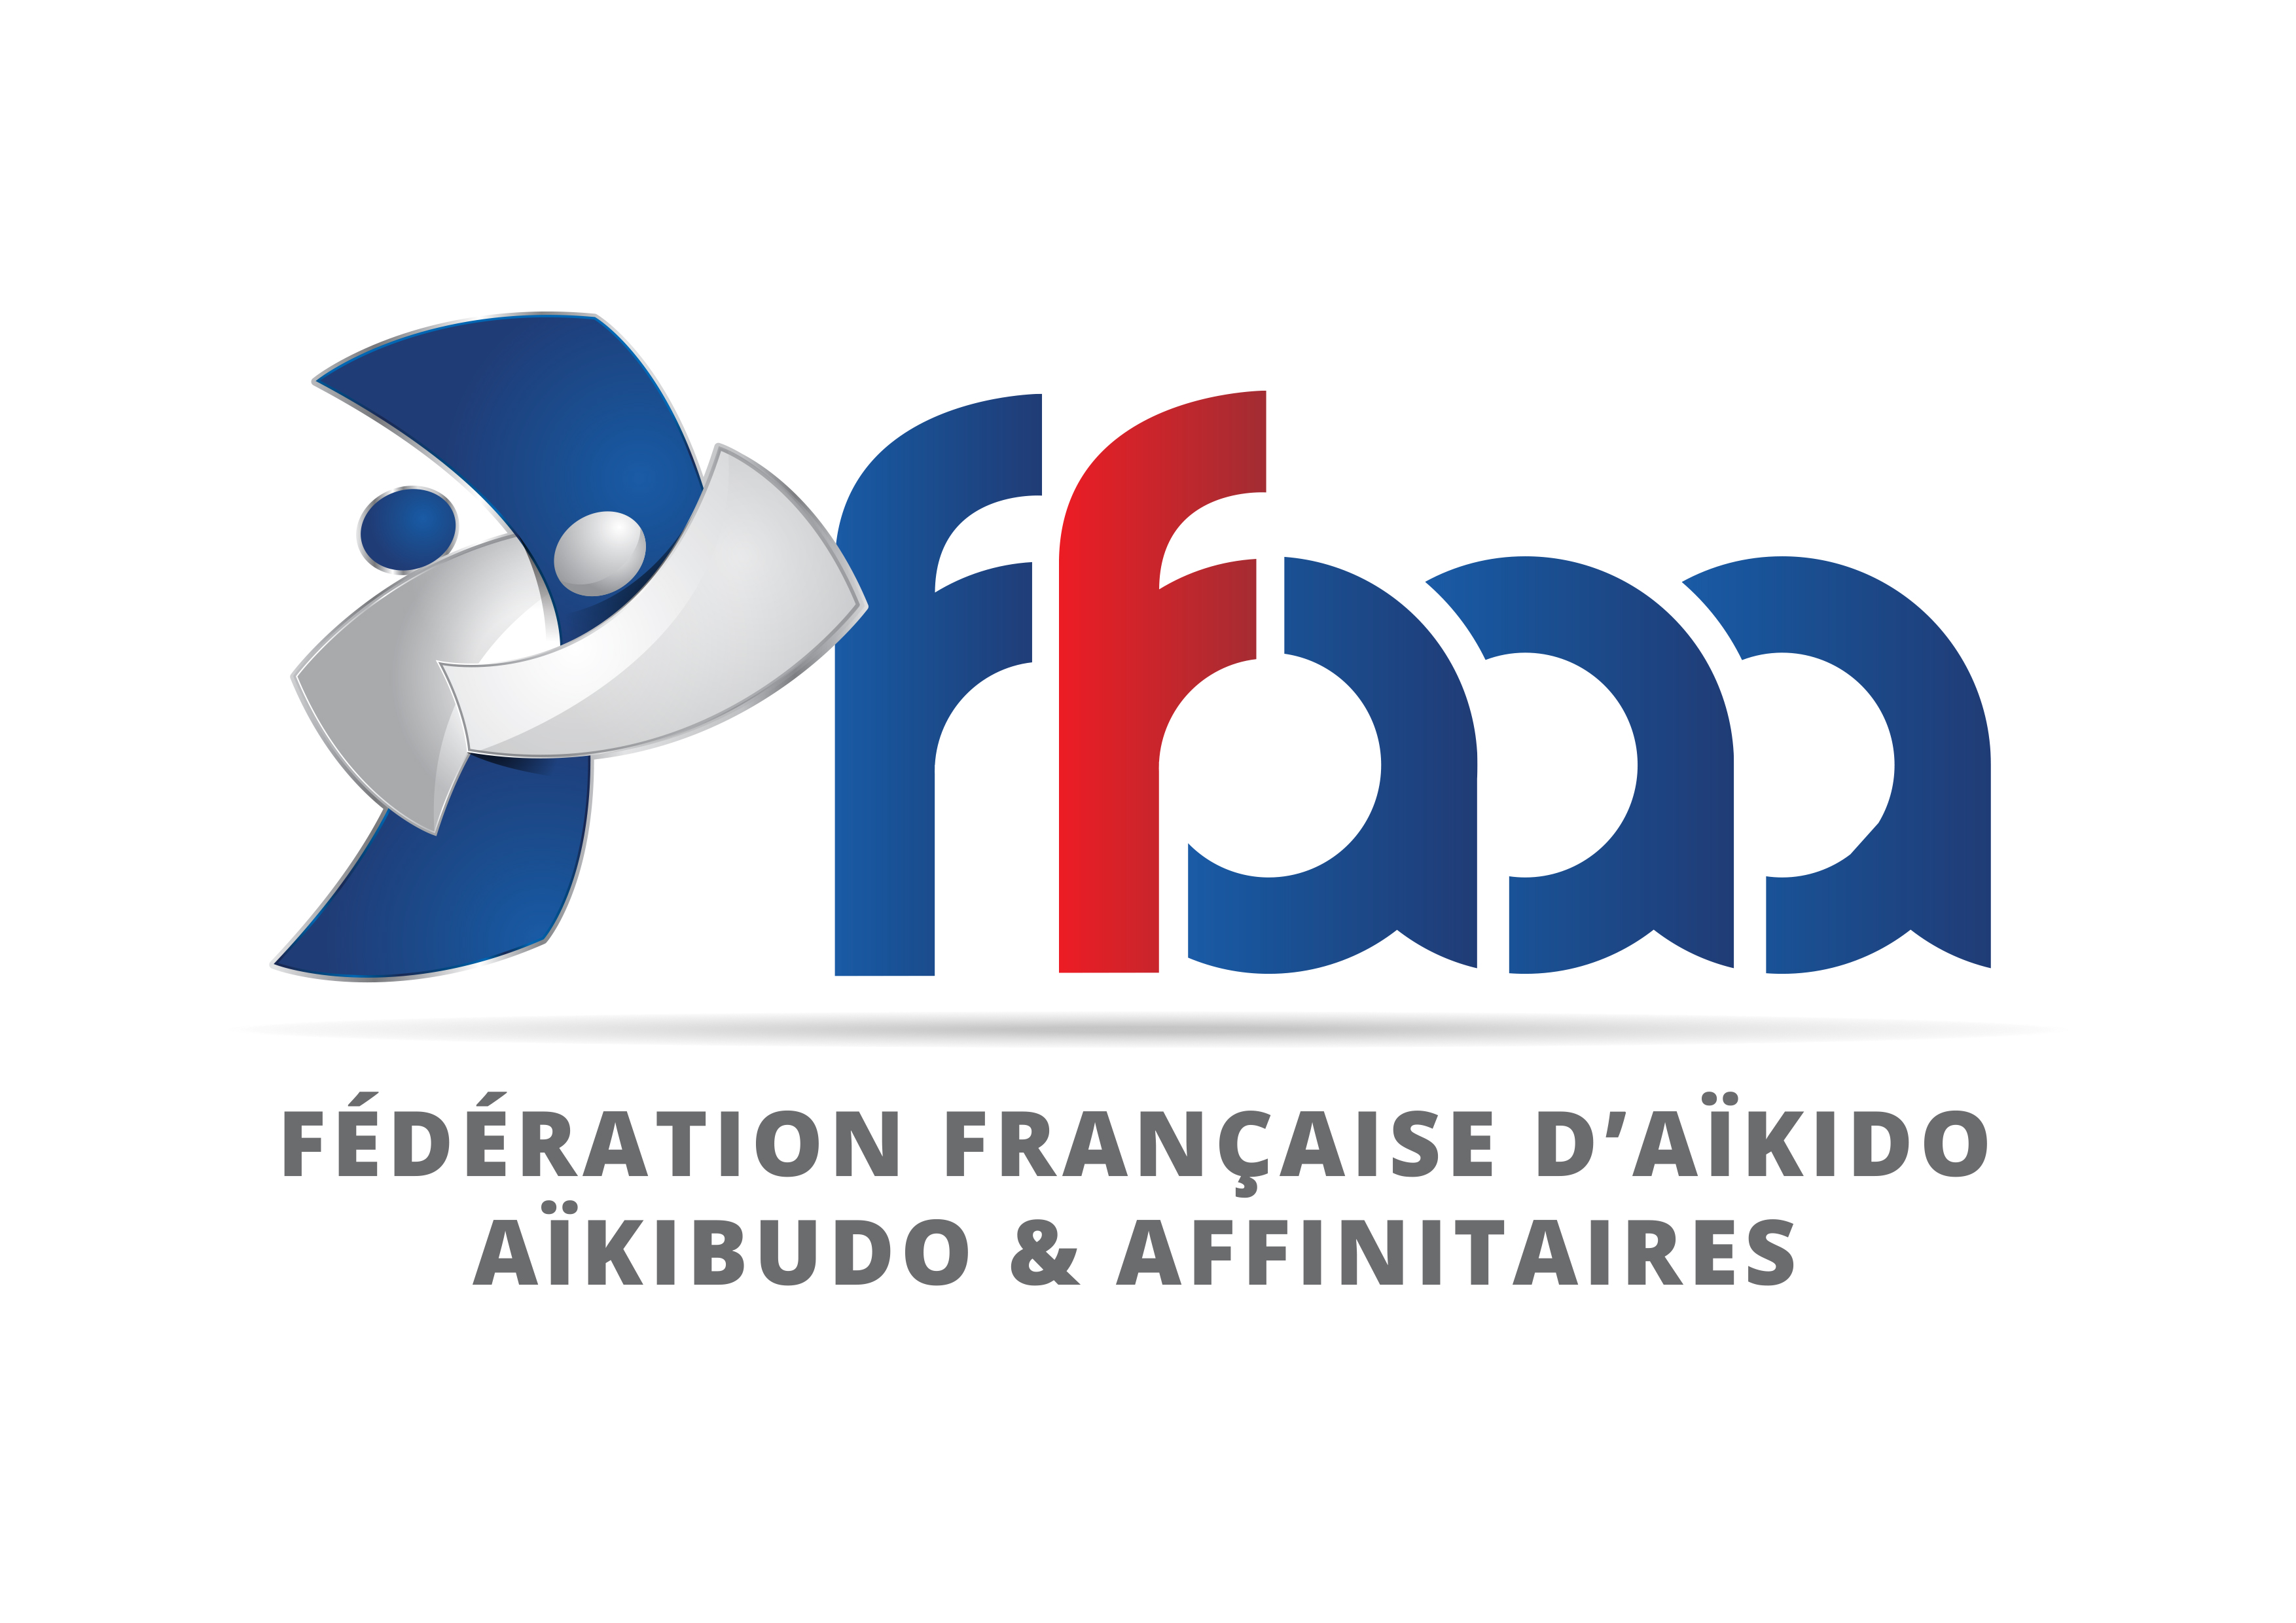 ffaaa
FÉDÉRATION FRANÇAISE D’AÏKIDO
AÏKIBUDO & AFFINITAIRES